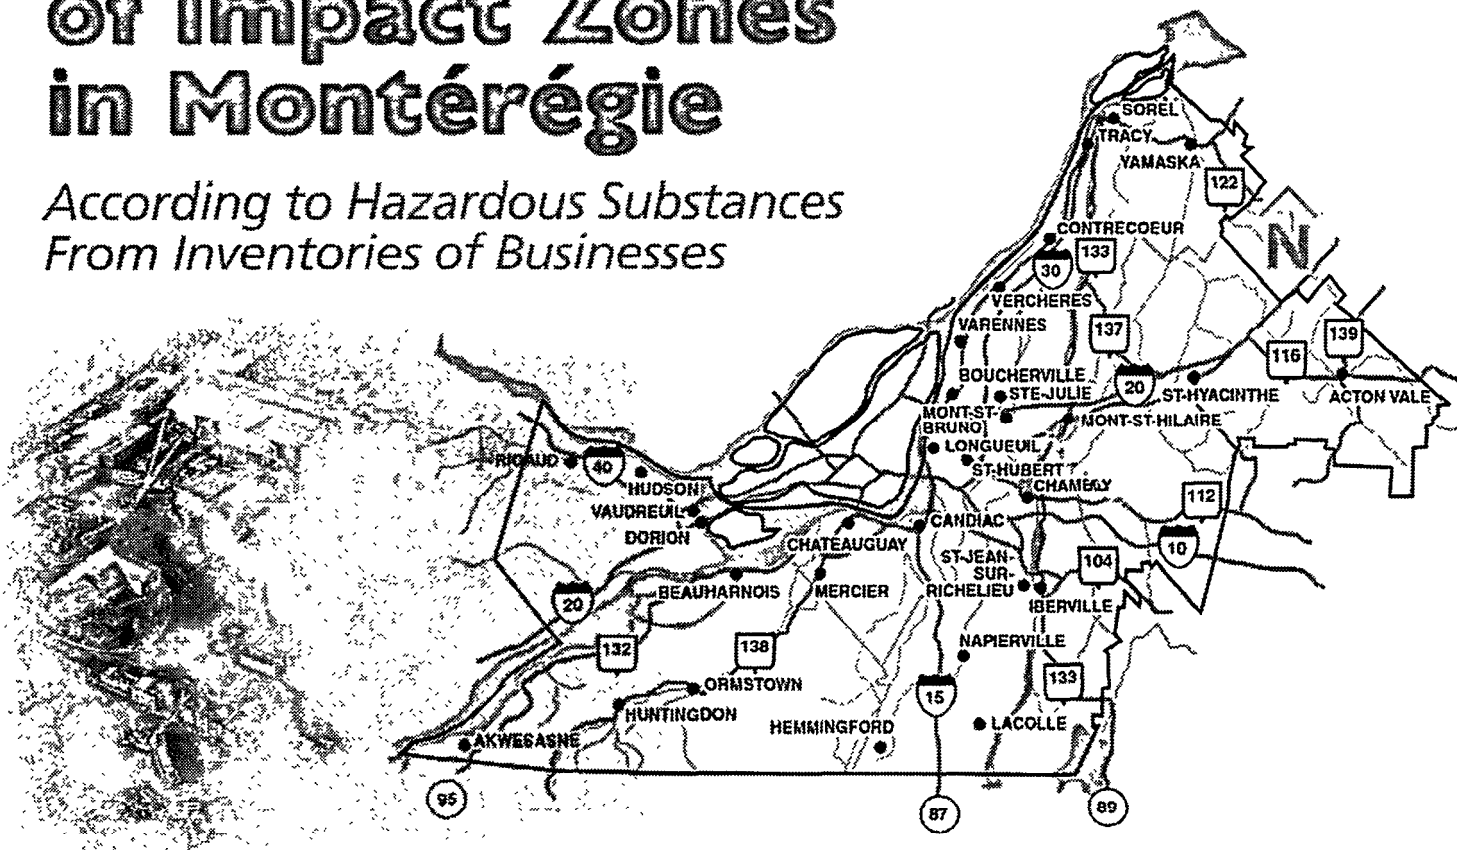 of Impact Zones
in Montérégie
According to Hazardous Substances
From Inventories of Businesses
SOREL
TRACY
YAMASKA
122
N
CONTRECOEUR
133
30
VERCHERES
VARENNES
137
139
116
BOUCHERVILLE
20
STE-JULIE
ST-HYACINTHE
ACTON VALE
MONT-ST-
BRUNO
MONT-ST-HILAIRE
LONGUEUIL
RIGAUD
40
ST-HUBERT
HUDSON
CHAMBLY
112
VAUDREUIL
CANDIAC
DORION
CHATEAUGUAY
10
ST-JEAN-
SUR-
RICHELIEU
104
BEAUHARNOIS
MERCIER
20
IBERVILLE
132
138
NAPIERVILLE
133
ORMSTOWN
15
HUNTINGDON
HEMMINGFORD
LACOLLE
AKWESASNE
95
87
89